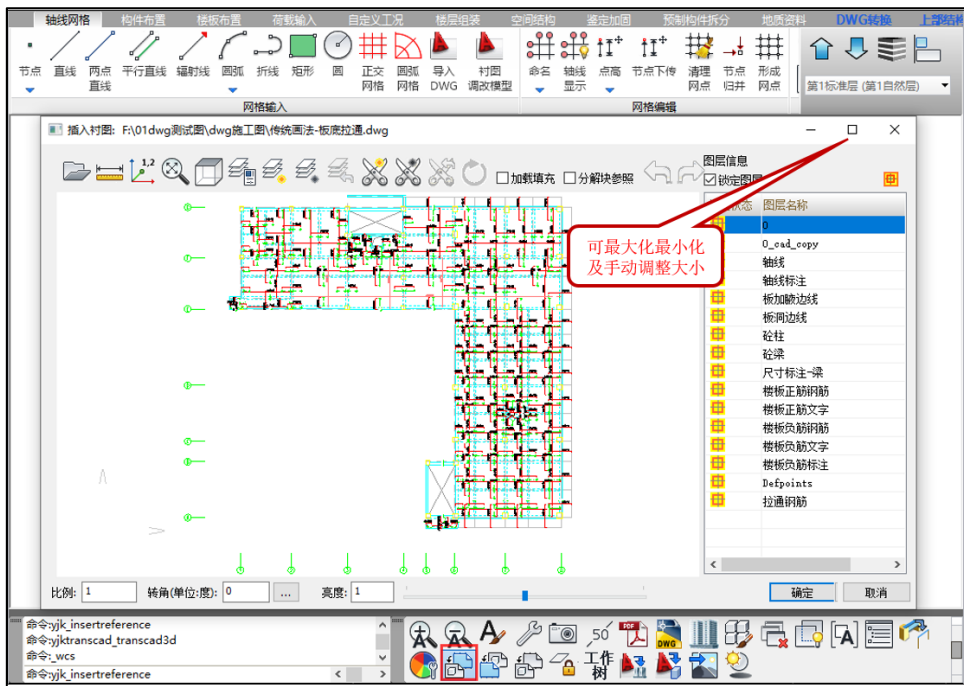 轴线网格 构件布置 楼板布置 荷载输入 自定义工况 楼层组装 空间结构 鉴定加固 预制构件拆分 地质资料 DWG转换 上部结构
节点 直线 两点直线 平行直线 辐射线 圆弧 折线 矩形 圆 正交网格 圆弧网格 导入DWG 衬图调改模型 命名 轴线显示 点高 节点下传 清理网点 节点归并 形成网点
第1标准层 (第1自然层)
网格输入 网格编辑
插入衬图: F:\01dwg测试图\dwg施工图\传统画法-板底拉通.dwg
1,2
加载填充 分解块参照
图层信息
锁定图层
状态 图层名称
可最大化最小化
及手动调整大小
0
0_cad_copy
轴线
轴线标注
板加腋边线
板洞边线
砼柱
砼梁
尺寸标注-梁
楼板正筋钢筋
楼板正筋文字
楼板负筋钢筋
楼板负筋文字
楼板负筋标注
Defpoints
拉通钢筋
比例: 1 转角(单位:度): 0 ... 亮度: 1 确定 取消
命令:yjk_insertreference
命令:yjktranscad_transcad3d
命令:_wcs
命令:yjk_insertreference
50 PDF DWG [A]
工作树